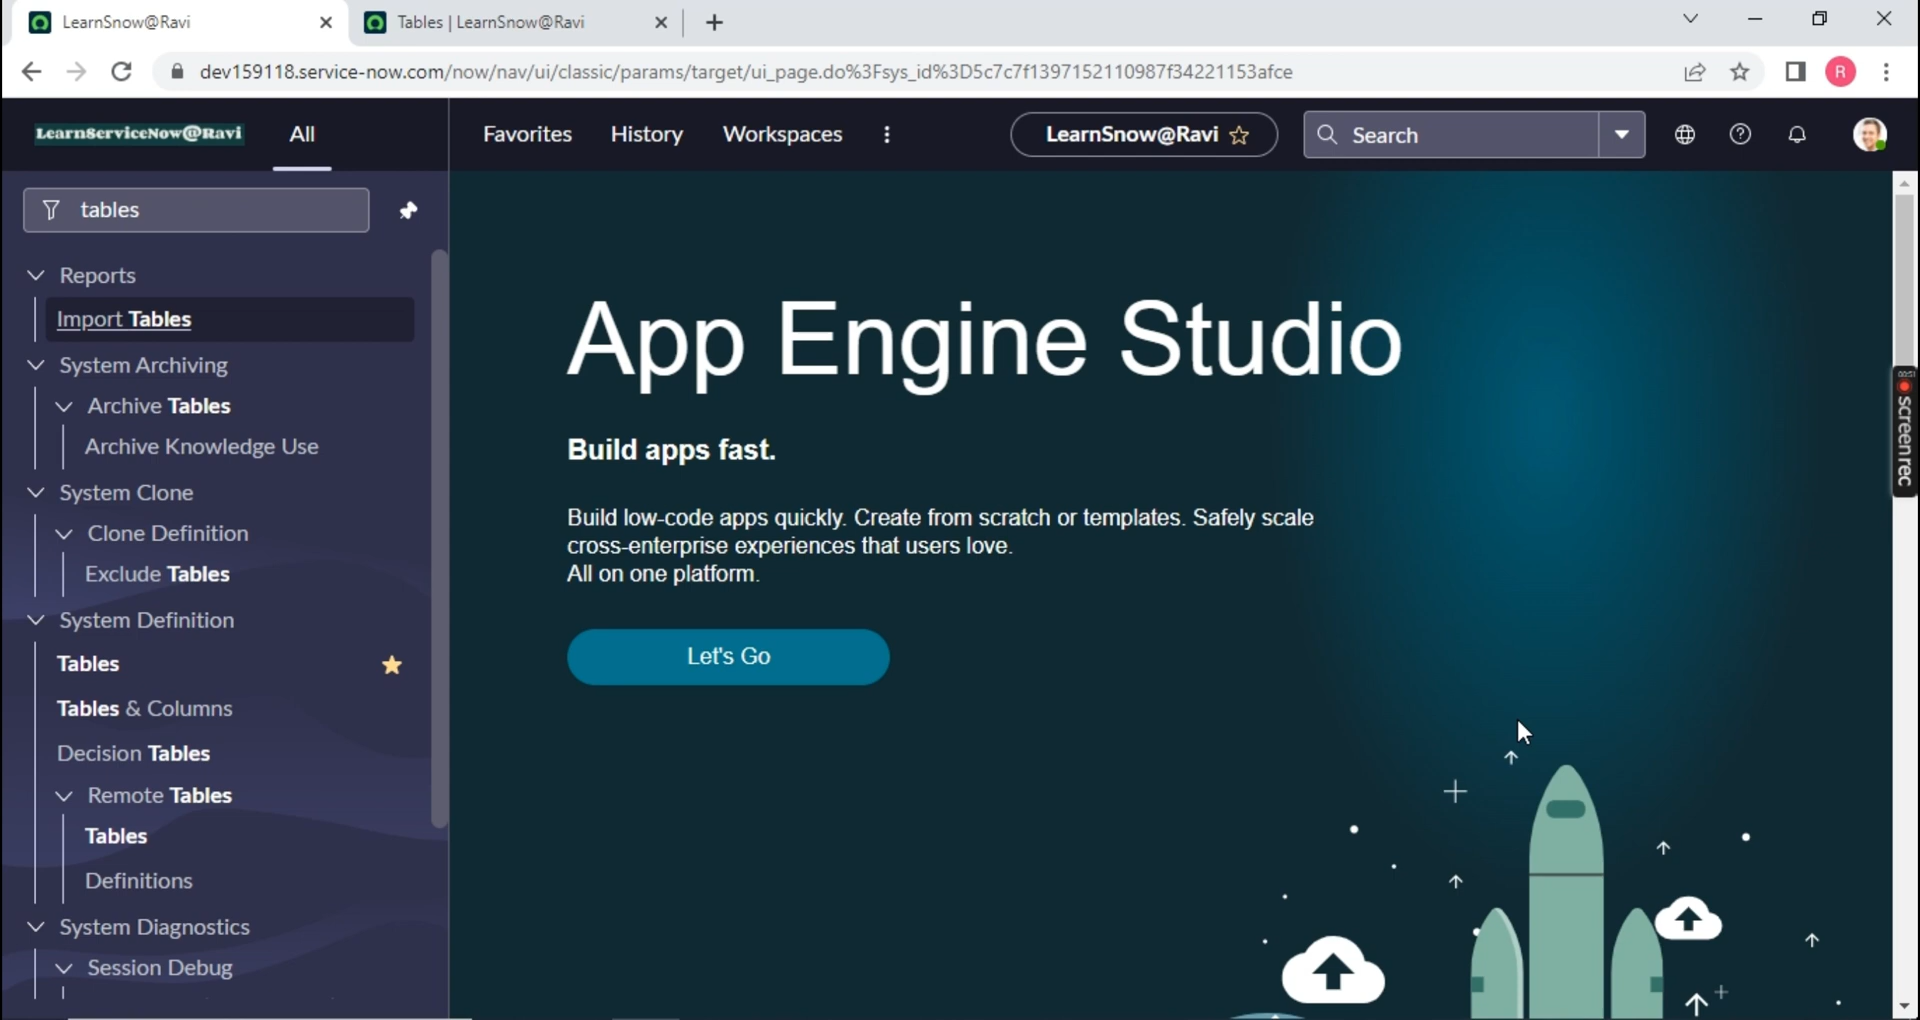 LearnSnow@Ravi
Tables | LearnSnow@Ravi
dev159118.service-now.com/now/nav/ui/classic/params/target/ui_page.do%3Fsys_id%3D5c7c7f1397152110987f34221153afce
R
LearnServiceNow@Ravi
All
Favorites
History
Workspaces
LearnSnow@Ravi
Search
tables
Reports
Import Tables
System Archiving
Archive Tables
Archive Knowledge Use
System Clone
Clone Definition
Exclude Tables
System Definition
Tables
Tables & Columns
Decision Tables
Remote Tables
Tables
Definitions
System Diagnostics
Session Debug
App Engine Studio
Build apps fast.
Build low-code apps quickly. Create from scratch or templates. Safely scale
cross-enterprise experiences that users love.
All on one platform.
Let's Go
screenrec